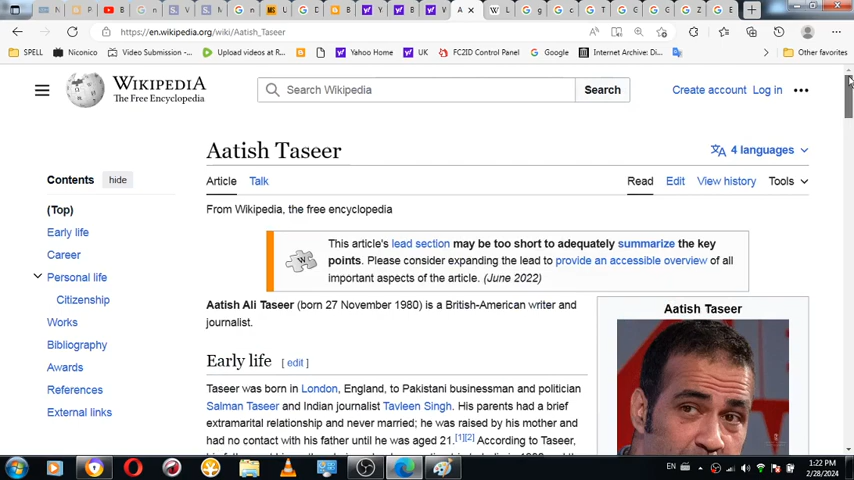 https://en.wikipedia.org/wiki/Aatish_Taseer
SPELL
Niconico
Video Submission -...
Upload videos at R...
Yahoo Home
UK
FC2ID Control Panel
Google
Internet Archive: Di...
Other favorites
WIKIPEDIA
The Free Encyclopedia
Search Wikipedia
Search
Create account
Log in
Aatish Taseer
4 languages
Contents
hide
(Top)
Early life
Career
Personal life
Citizenship
Works
Bibliography
Awards
References
External links
Article
Talk
Read
Edit
View history
Tools
From Wikipedia, the free encyclopedia
This article's lead section may be too short to adequately summarize the key
points. Please consider expanding the lead to provide an accessible overview of all
important aspects of the article. (June 2022)
Aatish Ali Taseer (born 27 November 1980) is a British-American writer and
journalist.
Aatish Taseer
Early life [ edit ]
Taseer was born in London, England, to Pakistani businessman and politician
Salman Taseer and Indian journalist Tavleen Singh. His parents had a brief
extramarital relationship and never married; he was raised by his mother and
had no contact with his father until he was aged 21.[1][2] According to Taseer,
EN
1:22 PM
2/28/2024